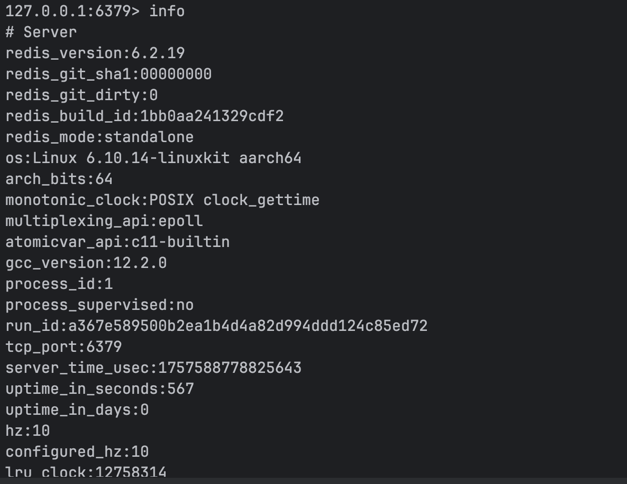 127.0.0.1:6379> info
# Server
redis_version:6.2.19
redis_git_sha1:00000000
redis_git_dirty:0
redis_build_id:1bb0aa241329cdf2
redis_mode:standalone
os:Linux 6.10.14-linuxkit aarch64
arch_bits:64
monotonic_clock:POSIX clock_gettime
multiplexing_api:epoll
atomicvar_api:c11-builtin
gcc_version:12.2.0
process_id:1
process_supervised:no
run_id:a367e589500b2ea1b4d4a82d994ddd124c85ed72
tcp_port:6379
server_time_usec:1757588778825643
uptime_in_seconds:567
uptime_in_days:0
hz:10
configured_hz:10
lru_clock:12758314